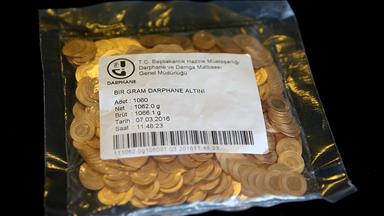 T.C. Başbakanlık Hazine Müsteşarlığı
Darphane ve Damga Matbaası
Genel Müdürlüğü
DARPHANE
BİR GRAM DARPHANE ALTINI
Adet : 1060
Net : 1062.0 g
Brüt : 1066.1 g
Tarih : 07.03.2016
Saat : 11:46:23